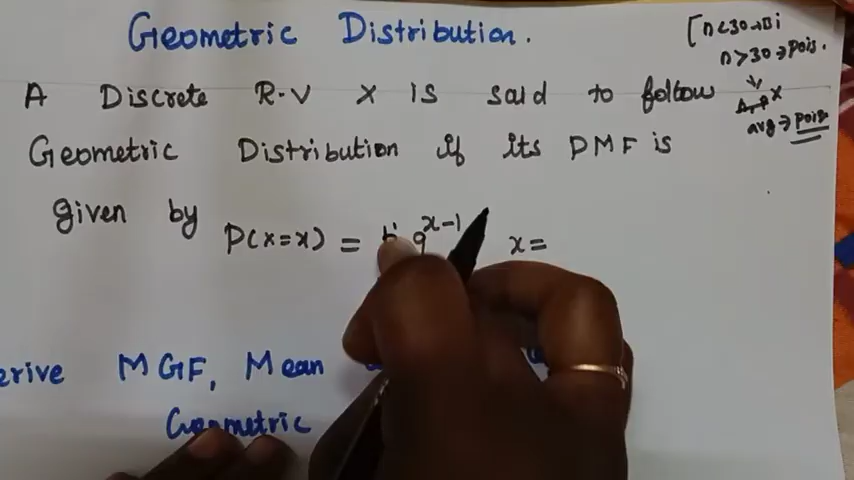 Geometric Distribution.
[n<30→Bi
n>30→Pois.
avg→pois
A Discrete R.V X is said to follow
Geometric Distribution if its PMF is
given by P(X=x) = q^x-1 x=
erive MGF, Mean
Geometric